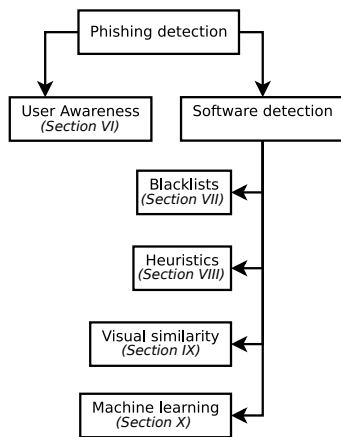 Phishing detection
User Awareness
(Section VI)
Software detection
Blacklists
(Section VII)
Heuristics
(Section VIII)
Visual similarity
(Section IX)
Machine learning
(Section X)